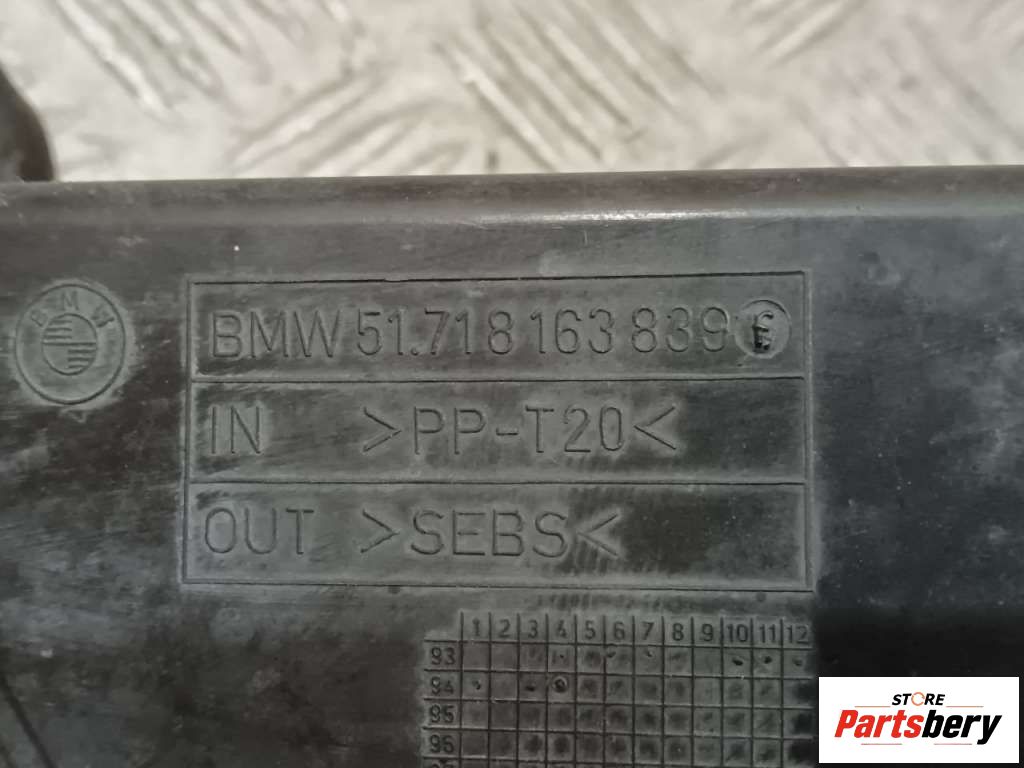 BMW
BMW 51.718 163 839
IN >PP-T20<
OUT >SEBS<
1 2 3 4 5 6 7 8 9 10 11 12
93
94
95
96
STORE
Partsbery